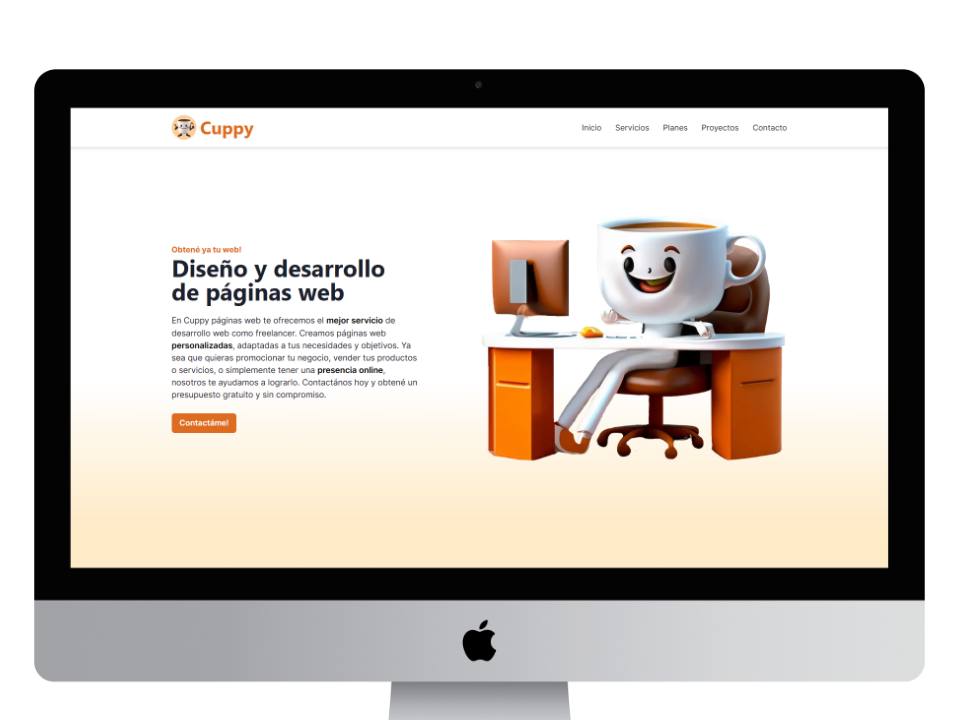 Cuppy
Inicio Servicios Planes Proyectos Contacto
Obtené ya tu web!
Diseño y desarrollo
de páginas web
En Cuppy páginas web te ofrecemos el mejor servicio de
desarrollo web como freelancer. Creamos páginas web
personalizadas, adaptadas a tus necesidades y objetivos. Ya
sea que quieras promocionar tu negocio, vender tus productos
o servicios, o simplemente tener una presencia online,
nosotros te ayudamos a lograrlo. Contactános hoy y obtené un
presupuesto gratuito y sin compromiso.
Contactáme!